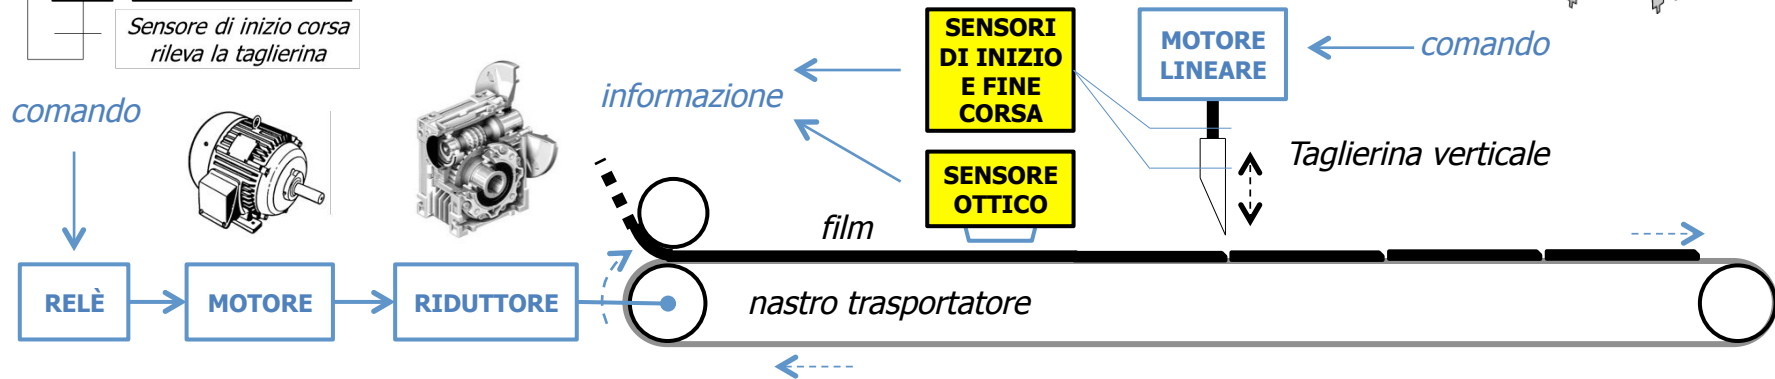 Sensore di inizio corsa
rileva la taglierina
comando
informazione
SENSORI
DI INIZIO
E FINE
CORSA
MOTORE
LINEARE
comando
Taglierina verticale
SENSORE
OTTICO
film
RELÈ
MOTORE
RIDUTTORE
nastro trasportatore